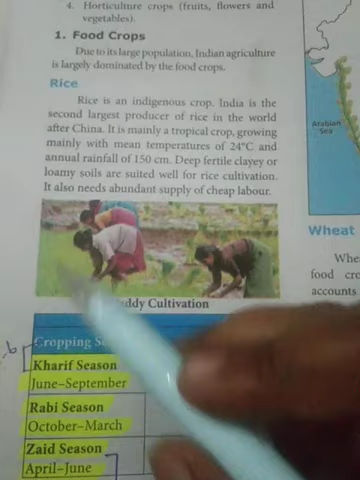 4. Horticulture crops (fruits, flowers and
vegetables).
1. Food Crops
Due to its large population, Indian agriculture
is largely dominated by the food crops.
Rice
Rice is an indigenous crop. India is the
second largest producer of rice in the world
after China. It is mainly a tropical crop, growing
mainly with mean temperatures of 24°C and
annual rainfall of 150 cm. Deep fertile clayey or
loamy soils are suited well for rice cultivation.
It also needs abundant supply of cheap labour.
Cultivation
Cropping
Kharif Season
June–September
Rabi Season
October–March
Zaid Season
April–June
Arabian
Sea
Wheat
food
accounts